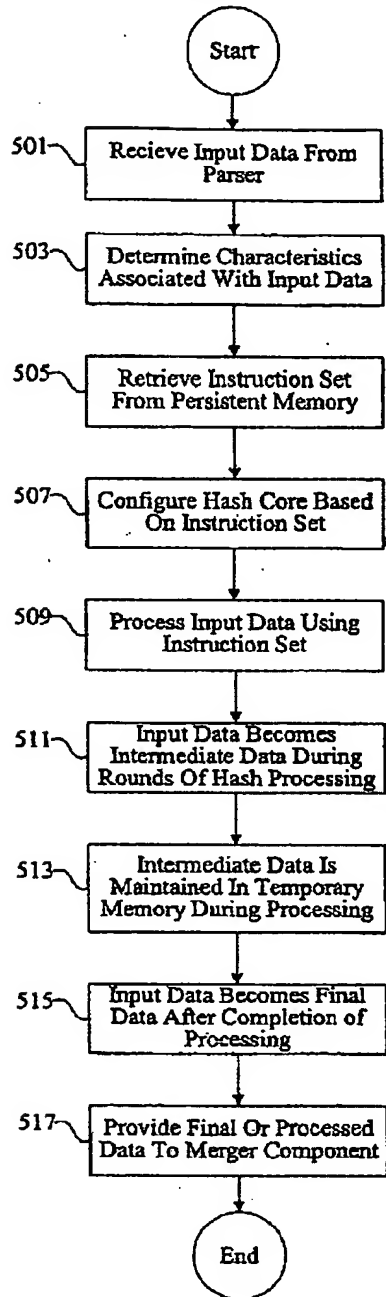 Start
501
Recieve Input Data From
Parser
503
Determine Characteristics
Associated With Input Data
505
Retrieve Instruction Set
From Persistent Memory
507
Configure Hash Core Based
On Instruction Set
509
Process Input Data Using
Instruction Set
511
Input Data Becomes
Intermediate Data During
Rounds Of Hash Processing
513
Intermediate Data Is
Maintained In Temporary
Memory During Processing
515
Input Data Becomes Final
Data After Completion of
Processing
517
Provide Final Or Processed
Data To Merger Component
End